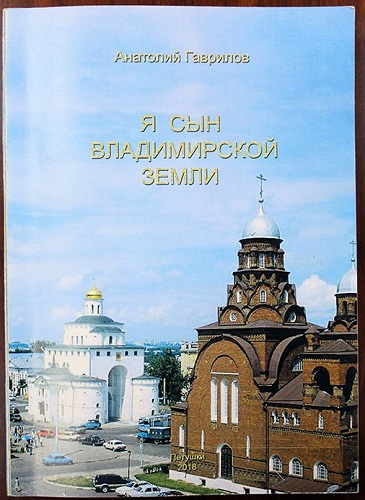 Анатолий Гаврилов
Я СЫН
ВЛАДИМИРСКОЙ
ЗЕМЛИ
Петушки
2018